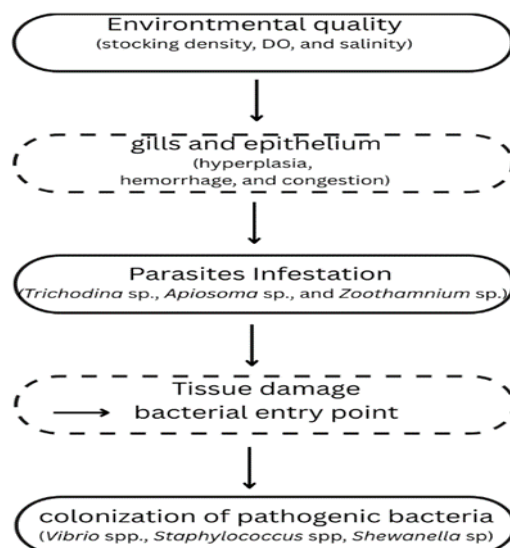 Environtmental quality
(stocking density, DO, and salinity)
gills and epithelium
(hyperplasia,
hemorrhage, and congestion)
Parasites Infestation
(Trichodina sp., Apiosoma sp., and Zoothamnium sp.)
Tissue damage
bacterial entry point
colonization of pathogenic bacteria
(Vibrio spp., Staphylococcus spp, Shewanella sp)